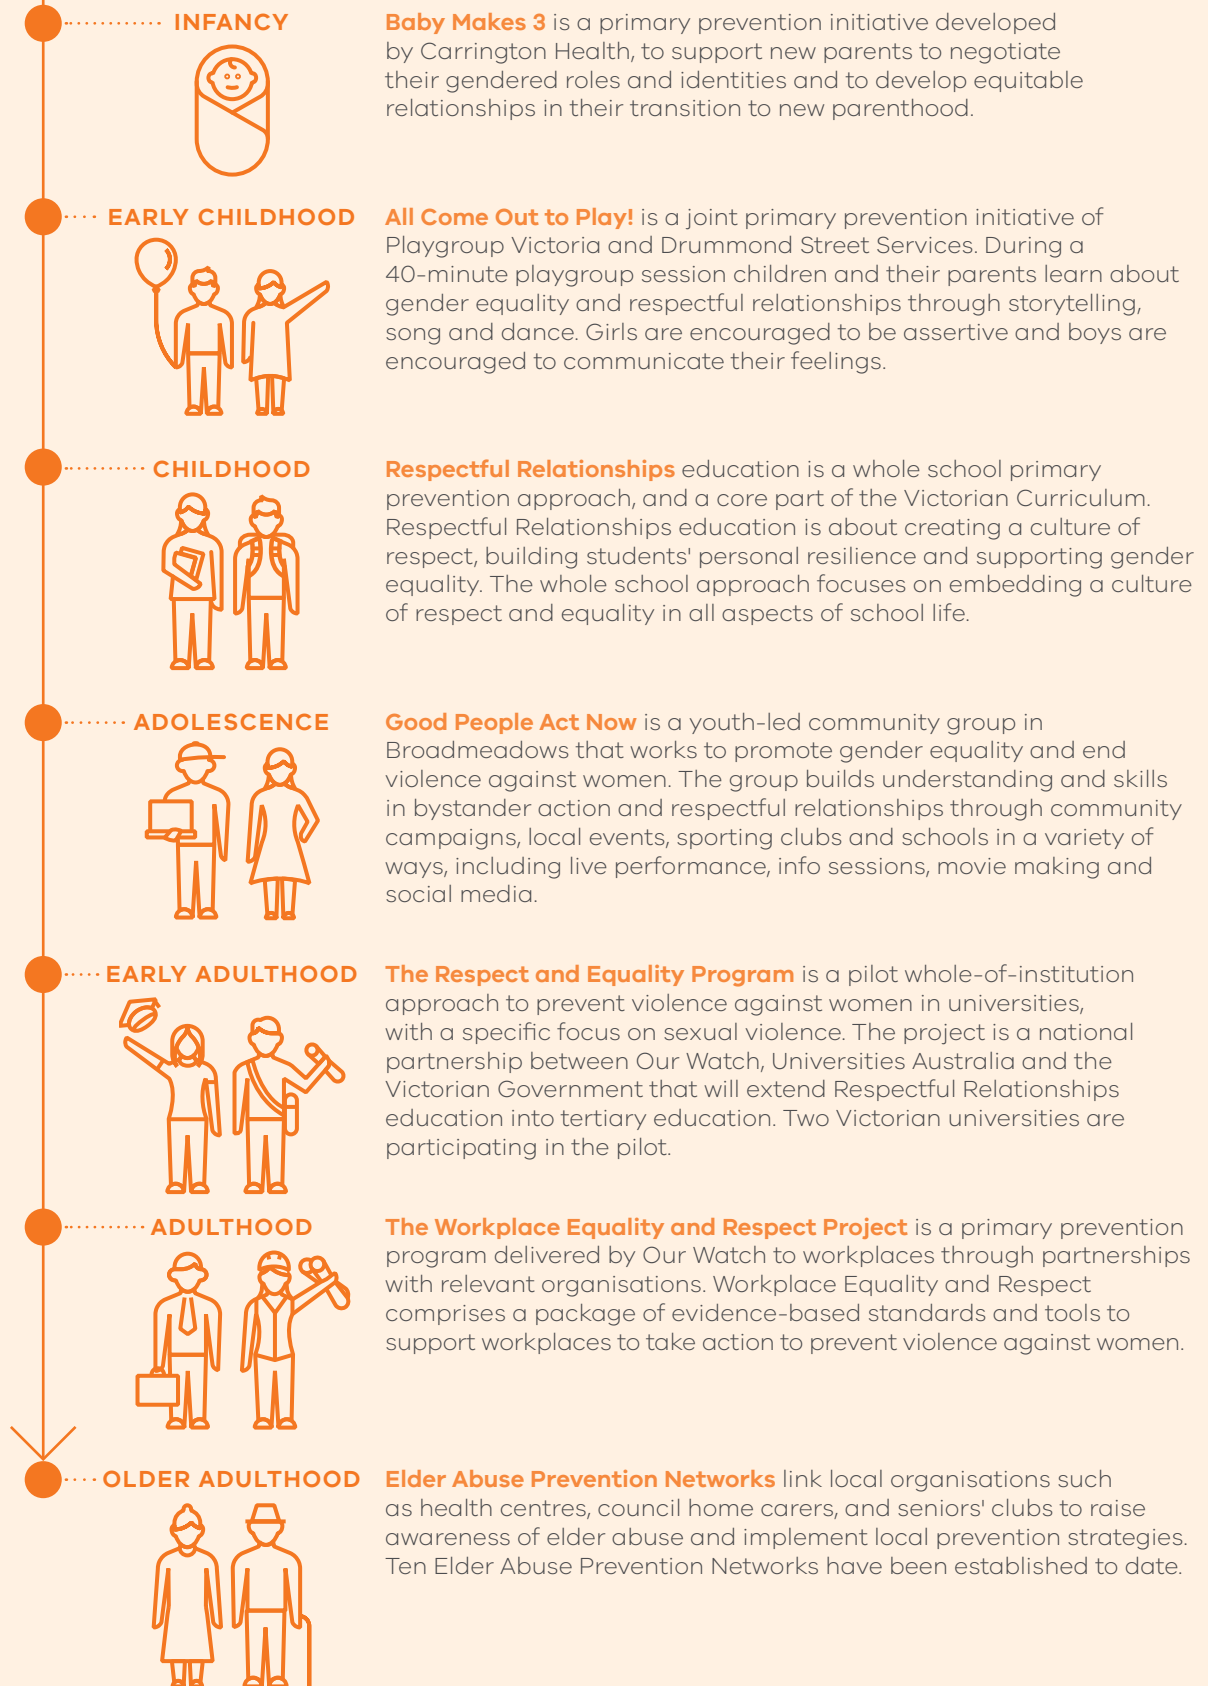 INFANCY
Baby Makes 3 is a primary prevention initiative developed
by Carrington Health, to support new parents to negotiate
their gendered roles and identities and to develop equitable
relationships in their transition to new parenthood.
EARLY CHILDHOOD
All Come Out to Play! is a joint primary prevention initiative of
Playgroup Victoria and Drummond Street Services. During a
40-minute playgroup session children and their parents learn about
gender equality and respectful relationships through storytelling,
song and dance. Girls are encouraged to be assertive and boys are
encouraged to communicate their feelings.
CHILDHOOD
Respectful Relationships education is a whole school primary
prevention approach, and a core part of the Victorian Curriculum.
Respectful Relationships education is about creating a culture of
respect, building students' personal resilience and supporting gender
equality. The whole school approach focuses on embedding a culture
of respect and equality in all aspects of school life.
ADOLESCENCE
Good People Act Now is a youth-led community group in
Broadmeadows that works to promote gender equality and end
violence against women. The group builds understanding and skills
in bystander action and respectful relationships through community
campaigns, local events, sporting clubs and schools in a variety of
ways, including live performance, info sessions, movie making and
social media.
EARLY ADULTHOOD
The Respect and Equality Program is a pilot whole-of-institution
approach to prevent violence against women in universities,
with a specific focus on sexual violence. The project is a national
partnership between Our Watch, Universities Australia and the
Victorian Government that will extend Respectful Relationships
education into tertiary education. Two Victorian universities are
participating in the pilot.
ADULTHOOD
The Workplace Equality and Respect Project is a primary prevention
program delivered by Our Watch to workplaces through partnerships
with relevant organisations. Workplace Equality and Respect
comprises a package of evidence-based standards and tools to
support workplaces to take action to prevent violence against women.
OLDER ADULTHOOD
Elder Abuse Prevention Networks link local organisations such
as health centres, council home carers, and seniors' clubs to raise
awareness of elder abuse and implement local prevention strategies.
Ten Elder Abuse Prevention Networks have been established to date.